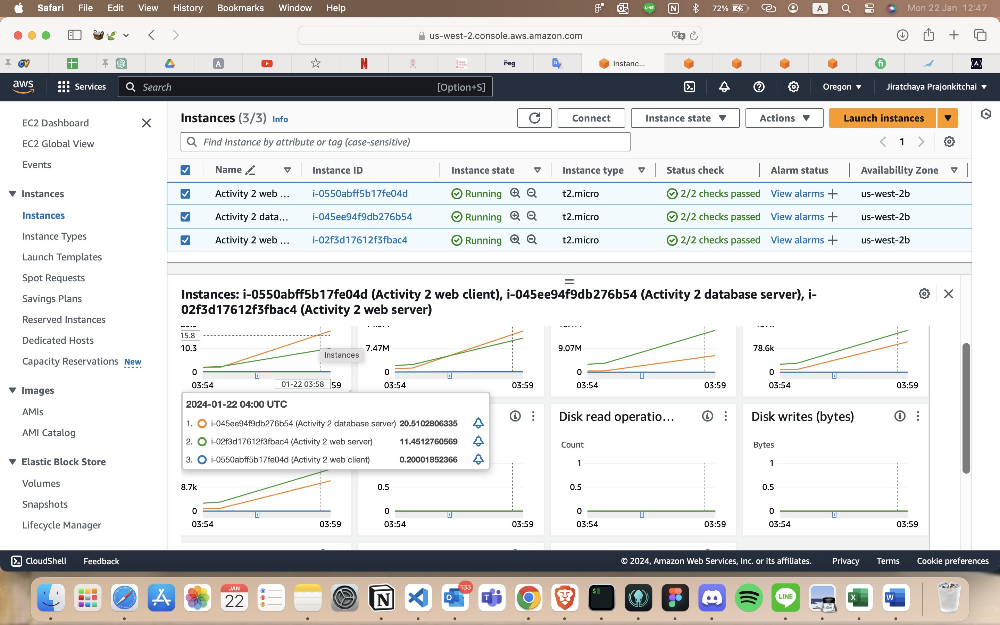 Safari File Edit View History Bookmarks Window Help 72% A Mon 22 Jan 12:47
us-west-2.console.aws.amazon.com
A reg Instanc...
aws Services Search [Option+S] Oregon Jiratchaya Prajonkitchai
EC2 Dashboard
EC2 Global View
Events
Instances
Instances
Instance Types
Launch Templates
Spot Requests
Savings Plans
Reserved Instances
Dedicated Hosts
Capacity Reservations New
Images
AMIs
AMI Catalog
Elastic Block Store
Volumes
Snapshots
Lifecycle Manager
Instances (3/3) Info Connect Instance state Actions Launch instances
Find Instance by attribute or tag (case-sensitive) 1
Name Instance ID Instance state Instance type Status check Alarm status Availability Zone
Activity 2 web ... i-0550abff5b17fe04d Running t2.micro 2/2 checks passed View alarms us-west-2b
Activity 2 data... i-045ee94f9db276b54 Running t2.micro 2/2 checks passed View alarms us-west-2b
Activity 2 web ... i-02f3d17612f3fbac4 Running t2.micro 2/2 checks passed View alarms us-west-2b
Instances: i-0550abff5b17fe04d (Activity 2 web client), i-045ee94f9db276b54 (Activity 2 database server), i-
02f3d17612f3fbac4 (Activity 2 web server)
15.8
10.3 Instances 7.47M 9.07M 78.6k
0 0 0 0
03:54 01-22 03:58 :59 03:54 03:59 03:54 03:59 03:54 03:59
2024-01-22 04:00 UTC
1. i-045ee94f9db276b54 (Activity 2 database server) 20.5102806335
2. i-02f3d17612f3fbac4 (Activity 2 web server) 11.4512760569
3. i-0550abff5b17fe04d (Activity 2 web client) 0.20001852366
Disk read operatio... Disk writes (bytes)
Count Bytes
1 1
8.7k 0.5 0.5 0.5
0 0 0 0
03:54 03:59 03:54 03:59 03:54 03:59 03:54 03:59
CloudShell Feedback © 2024, Amazon Web Services, Inc. or its affiliates. Privacy Terms Cookie preferences
JAN
22
133
LINE